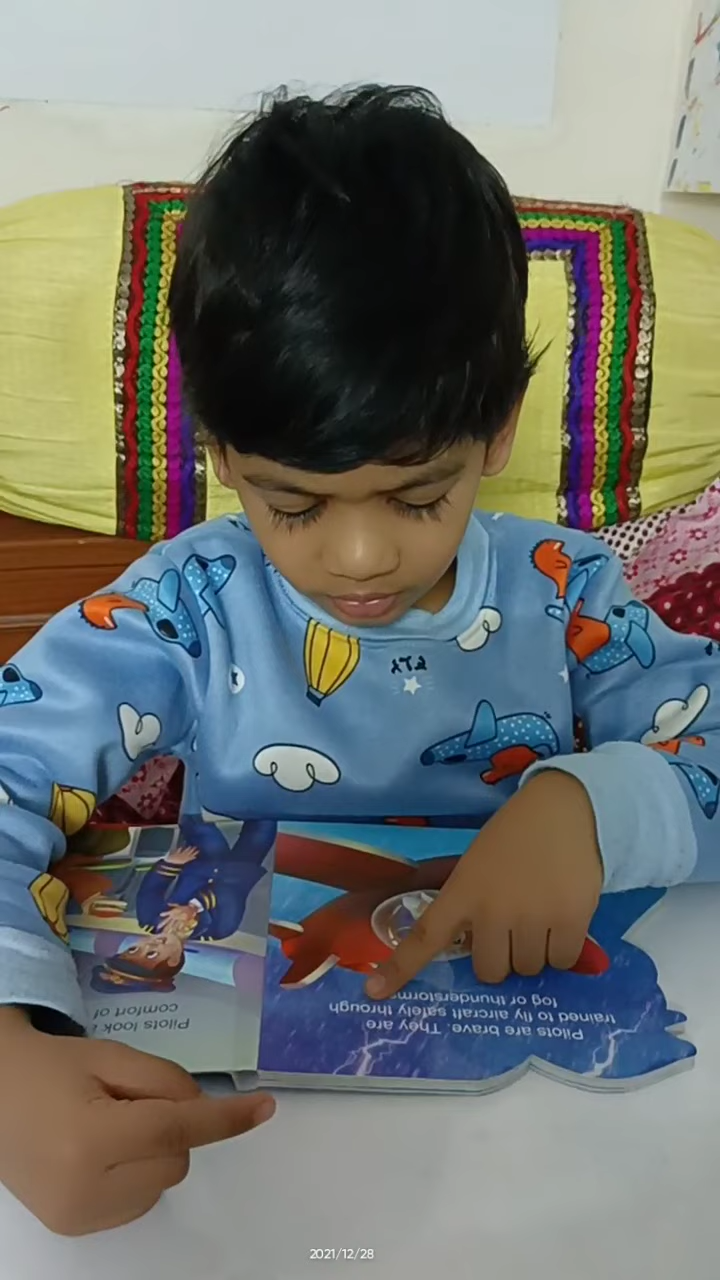 Pilots are brave. They are
trained to fly aircraft safely through
fog or thunderstorms
Pilots look
comfort of
2021/12/28